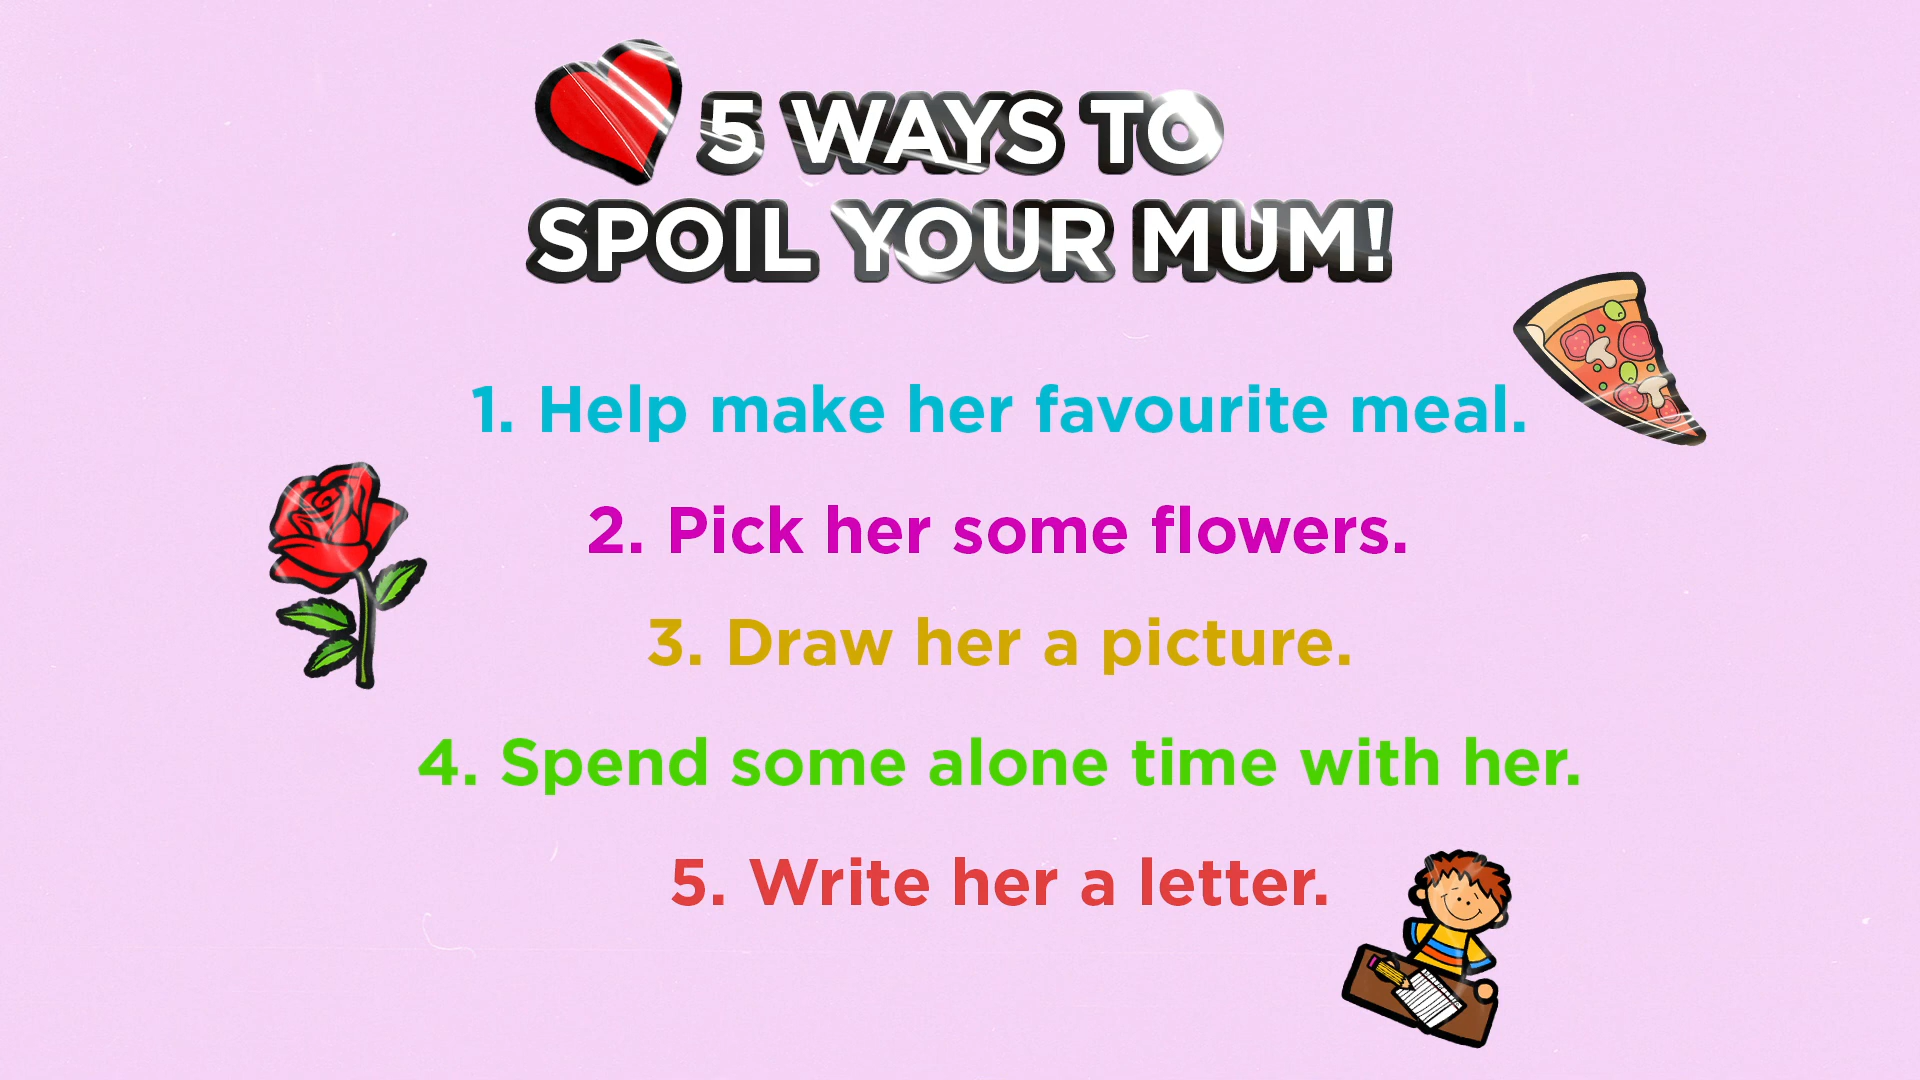 5 WAYS TO
SPOIL YOUR MUM!
1. Help make her favourite meal.
2. Pick her some flowers.
3. Draw her a picture.
4. Spend some alone time with her.
5. Write her a letter.